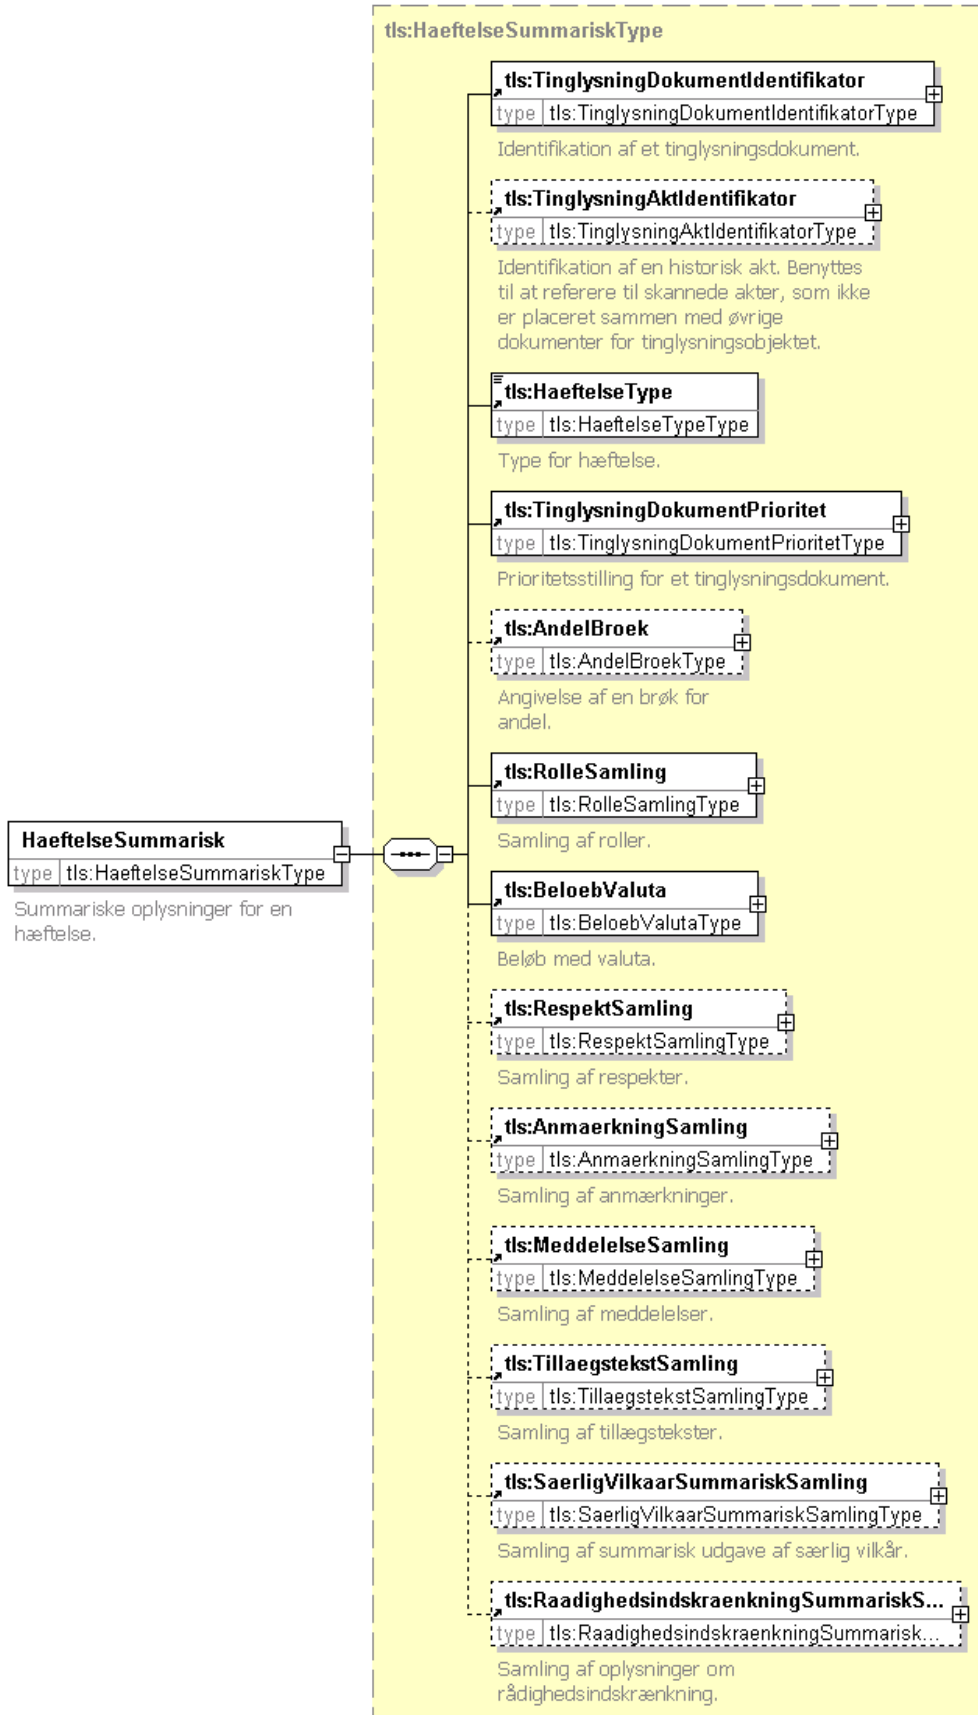 tls:HaeftelseSummariskType
tls:TinglysningDokumentIdentifikator
type tls:TinglysningDokumentIdentifikatorType
Identifikation af et tinglysningsdokument.
tls:TinglysningAktIdentifikator
type tls:TinglysningAktIdentifikatorType
Identifikation af en historisk akt. Benyttes
til at referere til skannede akter, som ikke
er placeret sammen med øvrige
dokumenter for tinglysningsobjektet.
tls:HaeftelseType
type tls:HaeftelseTypeType
Type for hæftelse.
tls:TinglysningDokumentPrioritet
type tls:TinglysningDokumentPrioritetType
Prioritetsstilling for et tinglysningsdokument.
tls:AndelBroek
type tls:AndelBroekType
Angivelse af en brøk for
andel.
tls:RolleSamling
type tls:RolleSamlingType
Samling af roller.
HaeftelseSummarisk
type tls:HaeftelseSummariskType
Summariske oplysninger for en
hæftelse.
tls:BeloebValuta
type tls:BeloebValutaType
Beløb med valuta.
tls:RespektSamling
type tls:RespektSamlingType
Samling af respekter.
tls:AnmaerkningSamling
type tls:AnmaerkningSamlingType
Samling af anmærkninger.
tls:MeddelelseSamling
type tls:MeddelelseSamlingType
Samling af meddelelser.
tls:TillaegstekstSamling
type tls:TillaegstekstSamlingType
Samling af tillægstekster.
tls:SaerligVilkaarSummariskSamling
type tls:SaerligVilkaarSummariskSamlingType
Samling af summarisk udgave af særlig vilkår.
tls:RaadighedsindskraenkningSummariskS...
type tls:RaadighedsindskraenkningSummarisk...
Samling af oplysninger om
rådighedsindskrænkning.